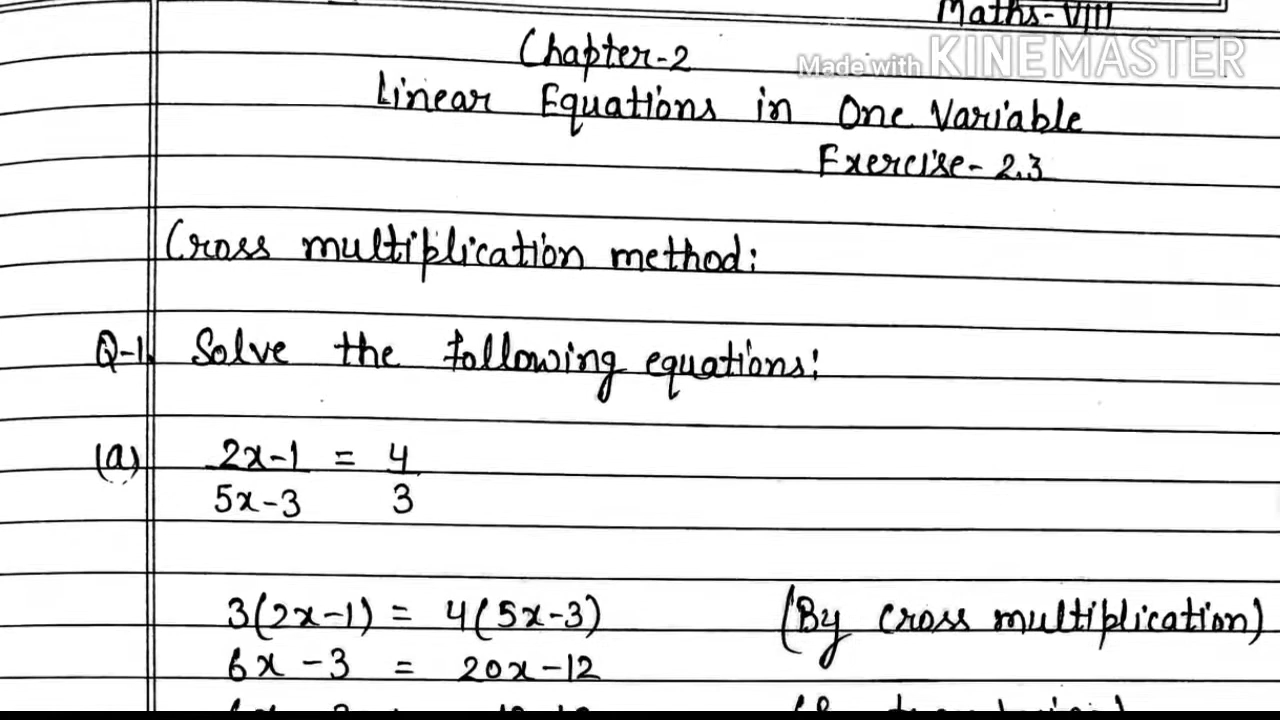 Maths-VIII
Made with KINEMASTER
Chapter-2
Linear Equations in One Variable
Exercise-2.3
Cross multiplication method:
Q-1. Solve the following equations:
(a) 2x-1 = 4
5x-3 3
3(2x-1) = 4(5x-3) (By cross multiplication)
6x-3 = 20x-12